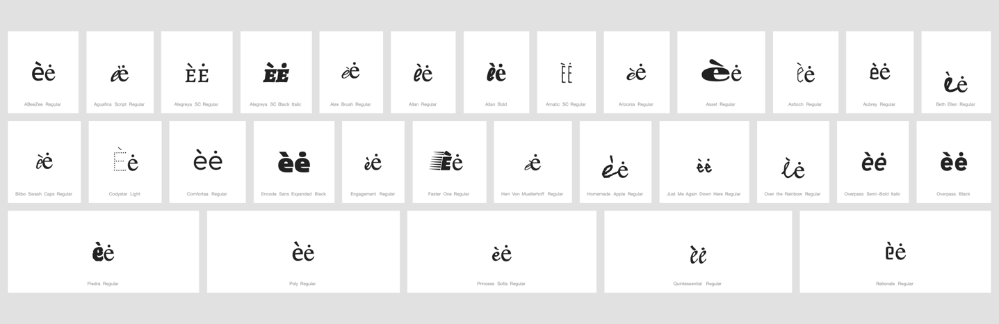 èė èė ÈĖ ÈĖ èė èė èė ÈĖ èė èė èė èė èė
ABeeZee Regular Aguafina Script Regular Alegreya SC Regular Alegreya SC Black Italic Alex Brush Regular Allan Regular Allan Bold Amatic SC Regular Arizonia Regular Asset Regular Astloch Regular Aubrey Regular Beth Ellen Regular
èė Èė èė èė èė Èė èė èė èė èė èė èė
Bilbo Swash Caps Regular Codystar Light Comfortaa Regular Encode Sans Expanded Black Engagement Regular Faster One Regular Herr Von Muellerhoff Regular Homemade Apple Regular Just Me Again Down Here Regular Over the Rainbow Regular Overpass Semi-Bold Italic Overpass Black
èė èė èė èė èė
Piedra Regular Poly Regular Princess Sofia Regular Quintessential Regular Rationale Regular